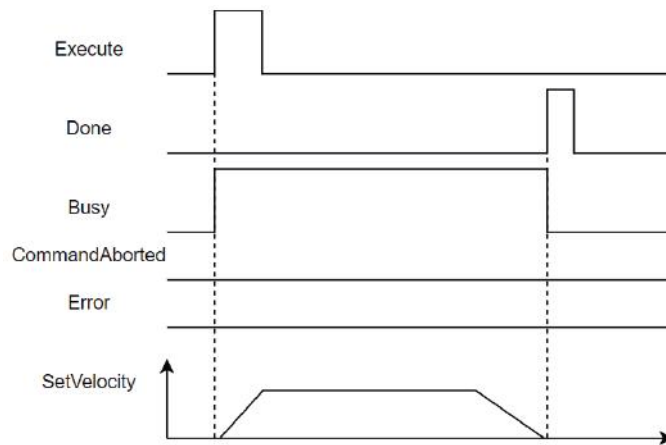 Execute
Done
Busy
CommandAborted
Error
SetVelocity